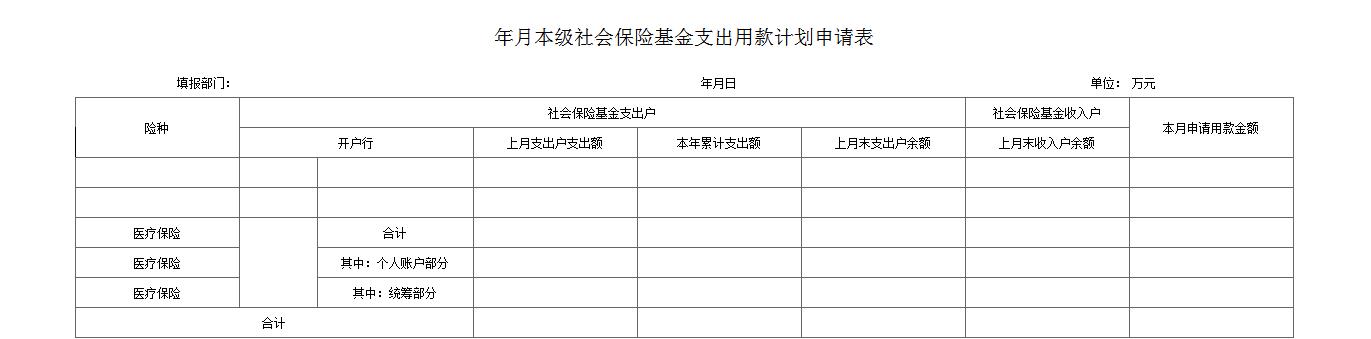 年月本级社会保险基金支出用款计划申请表
填报部门： 年月日 单位： 万元
险种 社会保险基金支出户 社会保险基金收入户 本月申请用款金额
开户行 上月支出户支出额 本年累计支出额 上月末支出户余额 上月末收入户余额
医疗保险 合计
医疗保险 其中：个人账户部分
医疗保险 其中：统筹部分
合计